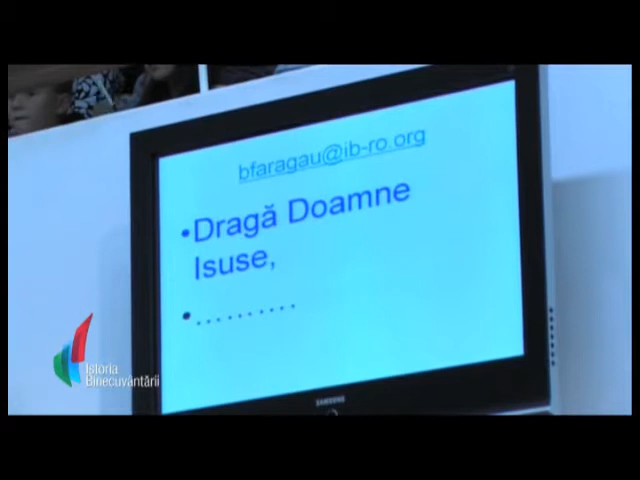 bfaragau@ib-ro.org
•Dragă Doamne
Isuse,
•..........
SAMSUNG
Istoria
Binecuvântării